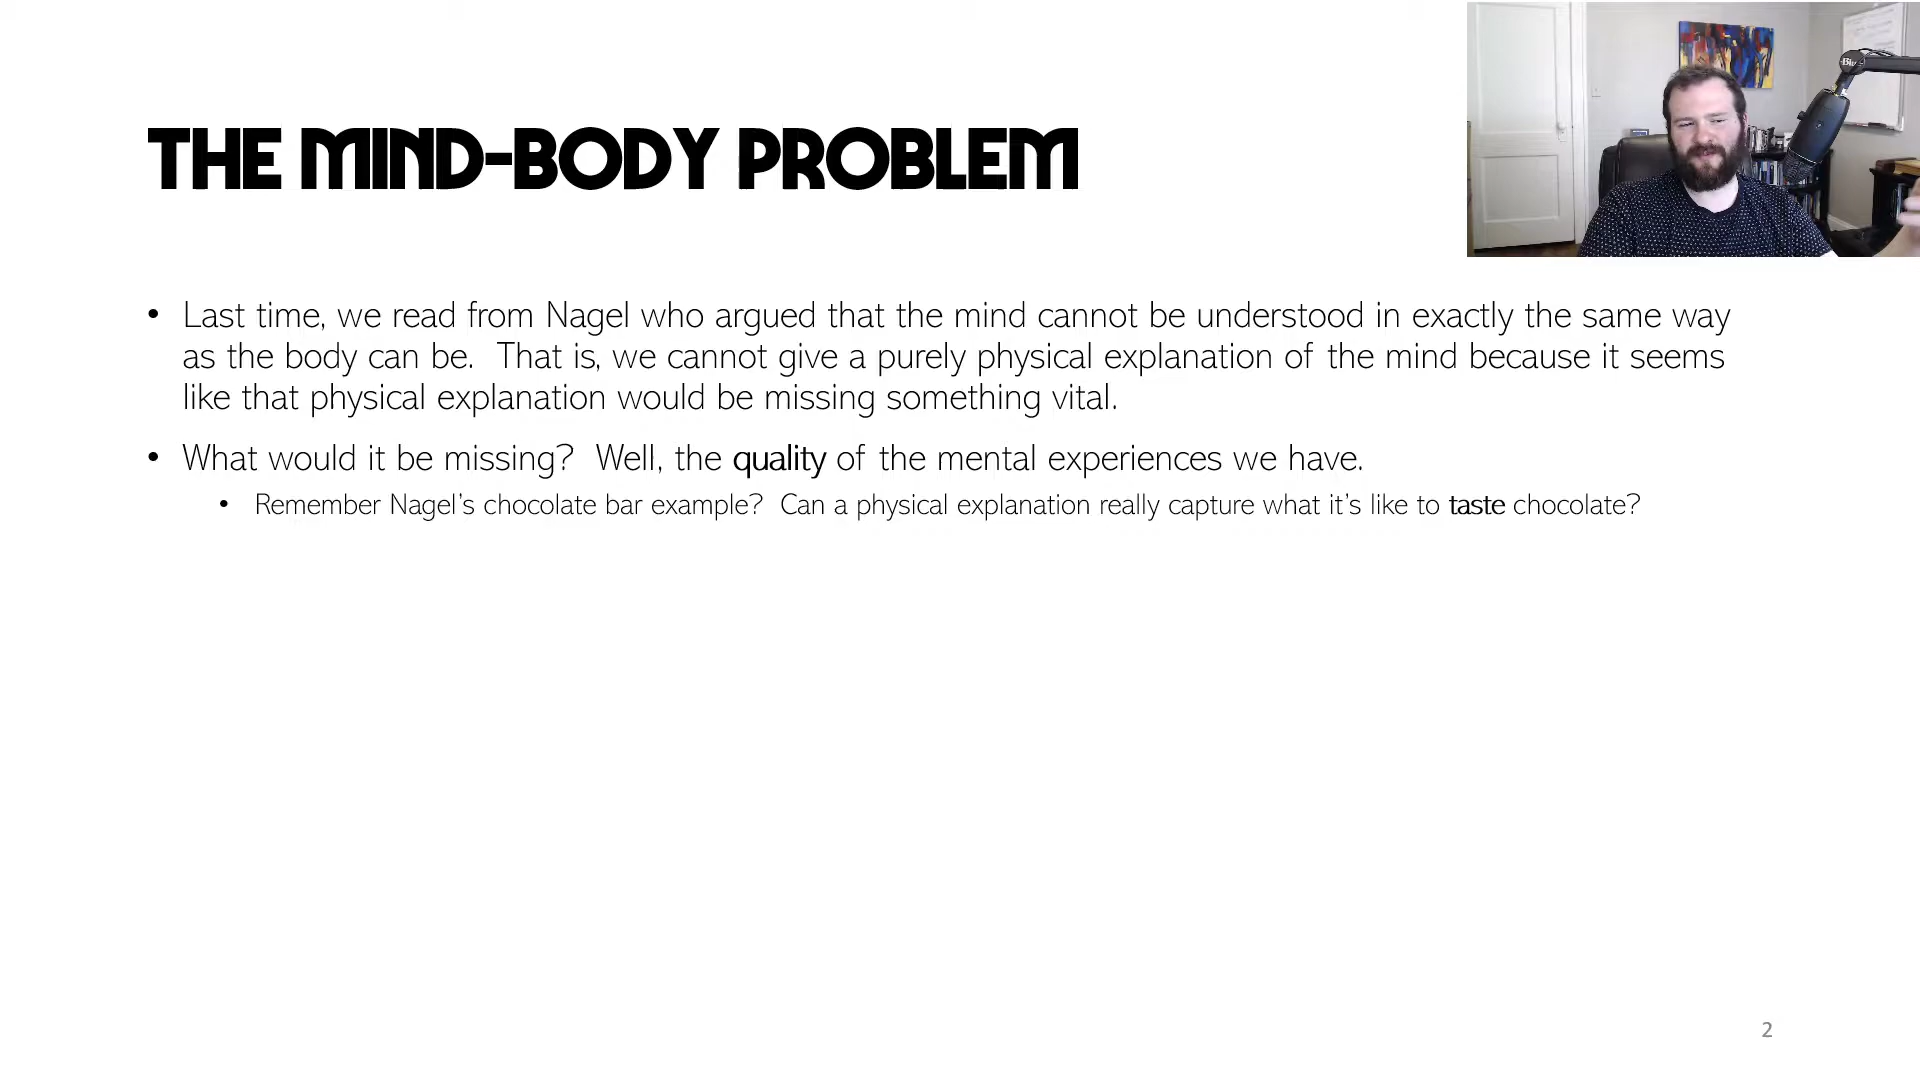 THE MIND-BODY PROBLEM
• Last time, we read from Nagel who argued that the mind cannot be understood in exactly the same way
as the body can be.  That is, we cannot give a purely physical explanation of the mind because it seems
like that physical explanation would be missing something vital.
• What would it be missing?  Well, the quality of the mental experiences we have.
• Remember Nagel's chocolate bar example?  Can a physical explanation really capture what it's like to taste chocolate?
2